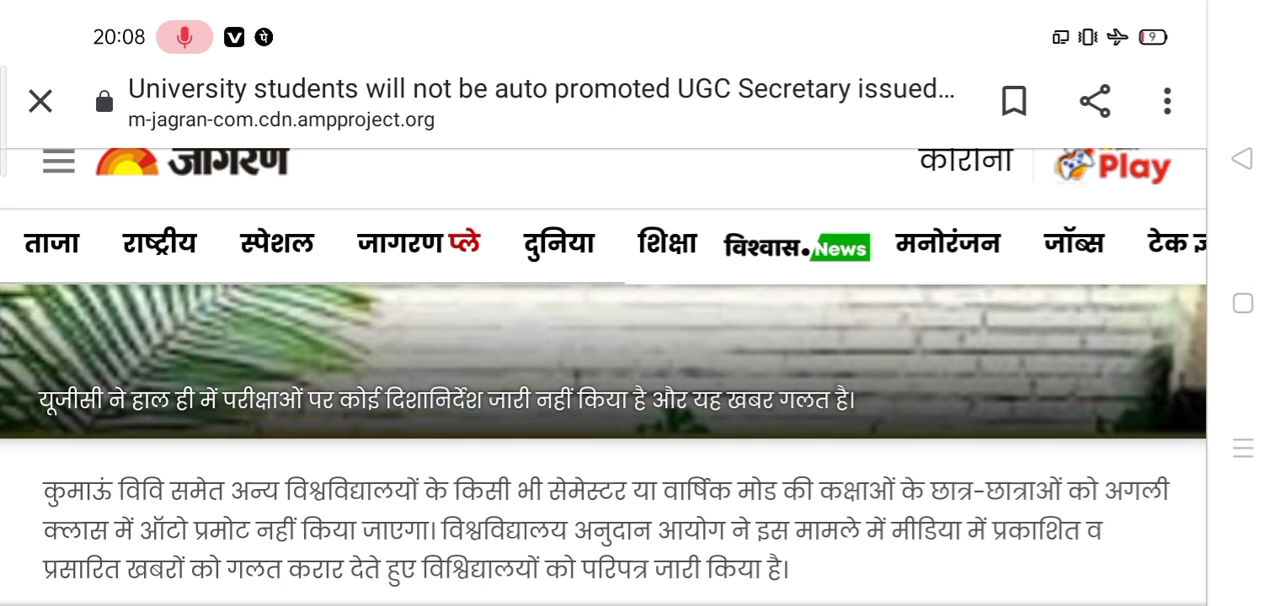 20:08
9
University students will not be auto promoted UGC Secretary issued...
m-jagran-com.cdn.ampproject.org
जागरण कोरोना Play
ताजा राष्ट्रीय स्पेशल जागरण प्ले दुनिया शिक्षा विश्वास.News मनोरंजन जॉब्स टेक
यूजीसी ने हाल ही में परीक्षाओं पर कोई दिशानिर्देश जारी नहीं किया है और यह खबर गलत है।
कुमाऊं विवि समेत अन्य विश्वविद्यालयों के किसी भी सेमेस्टर या वार्षिक मोड की कक्षाओं के छात्र-छात्राओं को अगली
क्लास में ऑटो प्रमोट नहीं किया जाएगा। विश्वविद्यालय अनुदान आयोग ने इस मामले में मीडिया में प्रकाशित व
प्रसारित खबरों को गलत करार देते हुए विश्विद्यालयों को परिपत्र जारी किया है।